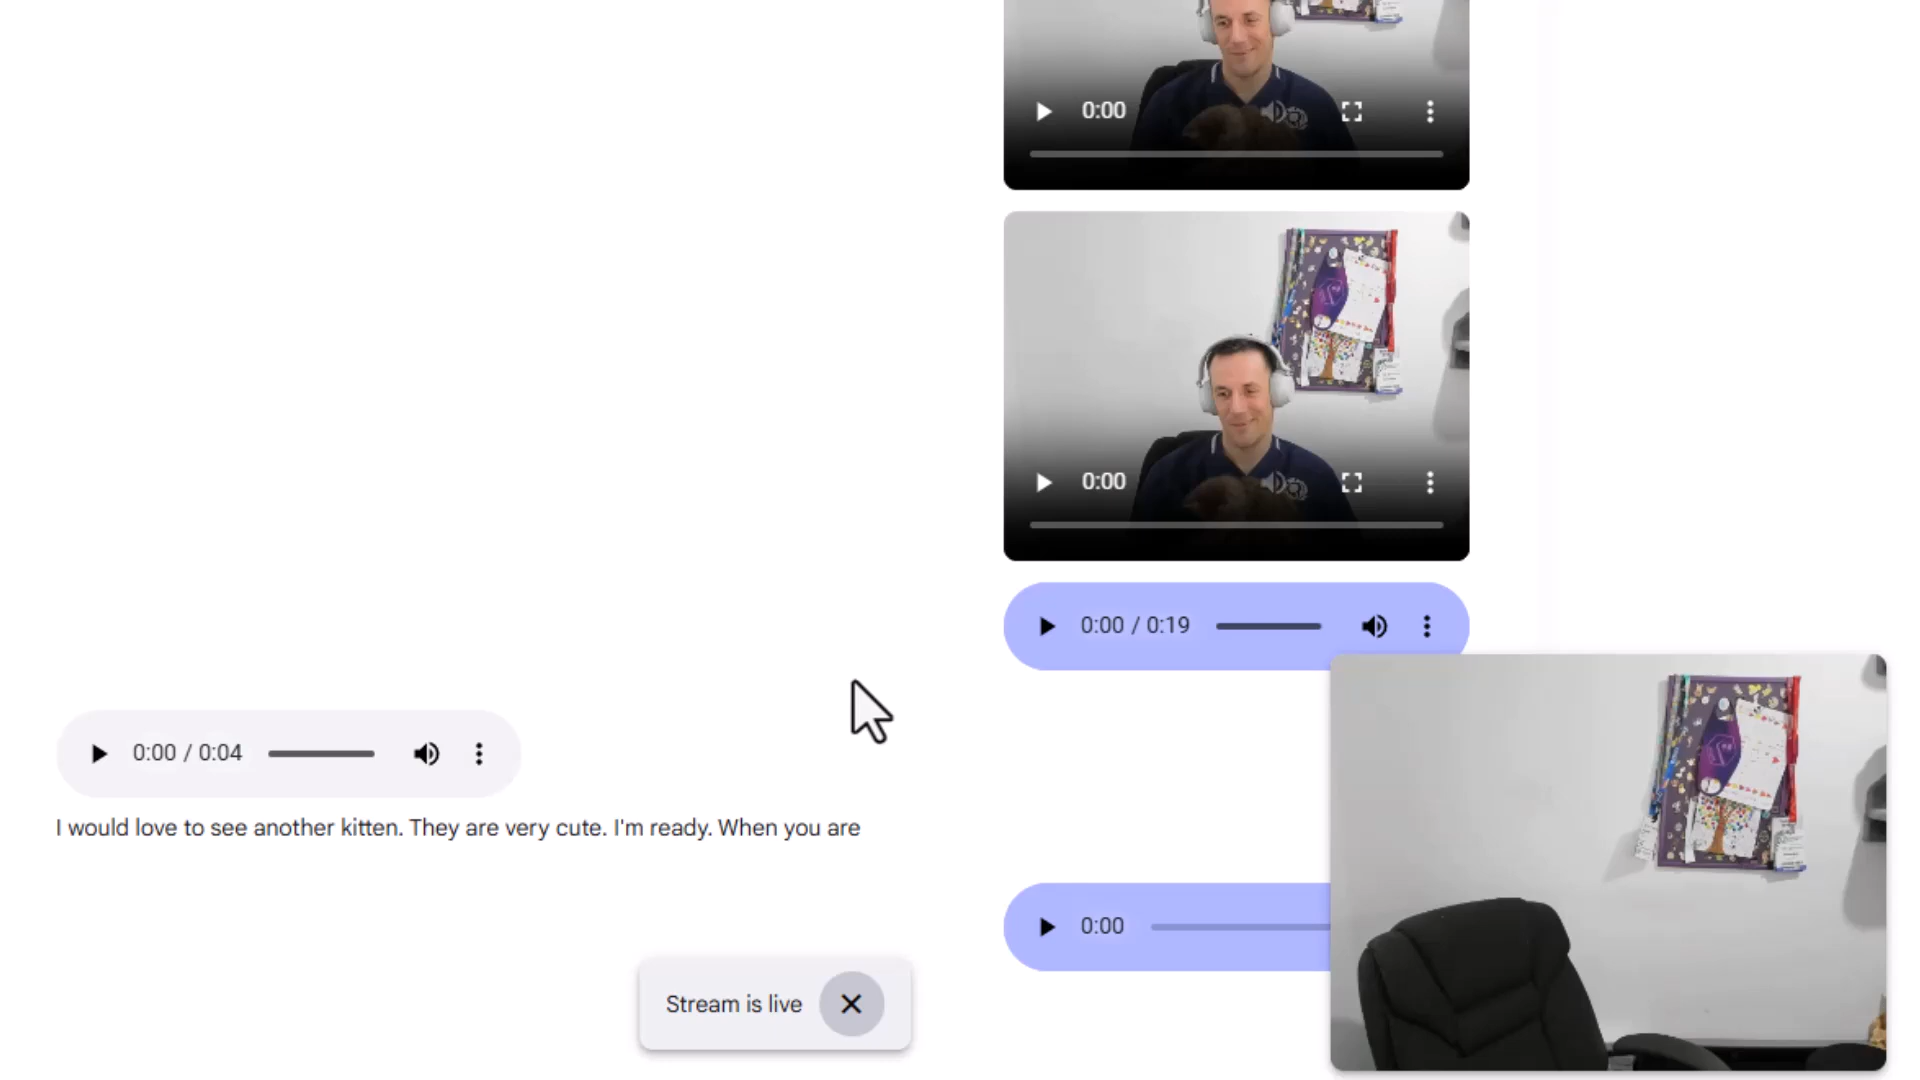 0:00
0:00
0:00 / 0:19
0:00 / 0:04
I would love to see another kitten. They are very cute. I'm ready. When you are
0:00
Stream is live